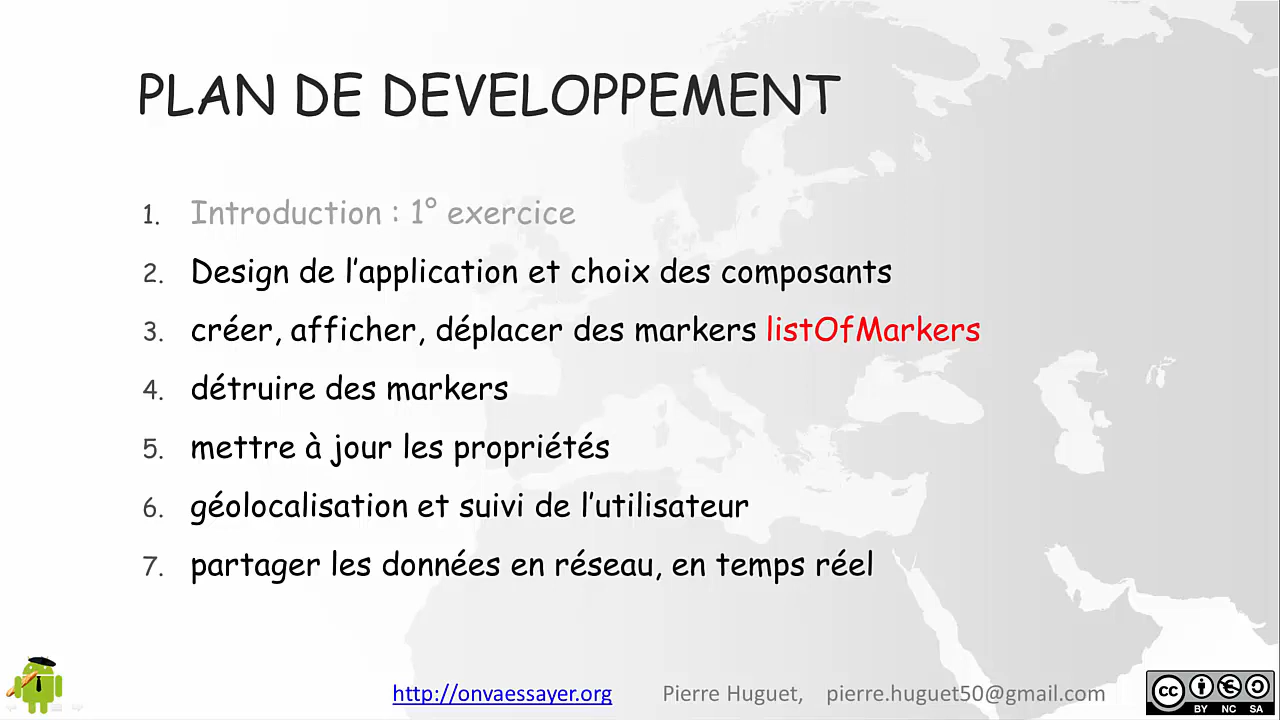 PLAN DE DEVELOPPEMENT
1. Introduction : 1° exercice
2. Design de l’application et choix des composants
3. créer, afficher, déplacer des markers listOfMarkers
4. détruire des markers
5. mettre à jour les propriétés
6. géolocalisation et suivi de l’utilisateur
7. partager les données en réseau, en temps réel
http://onvaessayer.org Pierre Huguet, pierre.huguet50@gmail.com
cc BY NC SA